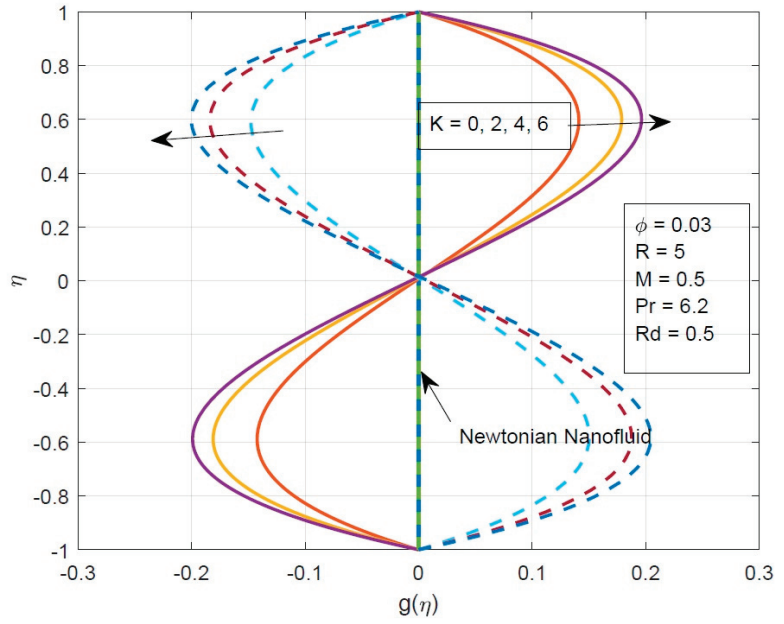 1
0.8
0.6
0.4
0.2
0
-0.2
-0.4
-0.6
-0.8
-1
η
K = 0, 2, 4, 6
ϕ = 0.03
R = 5
M = 0.5
Pr = 6.2
Rd = 0.5
Newtonian Nanofluid
-0.3 -0.2 -0.1 0 0.1 0.2 0.3
g(η)